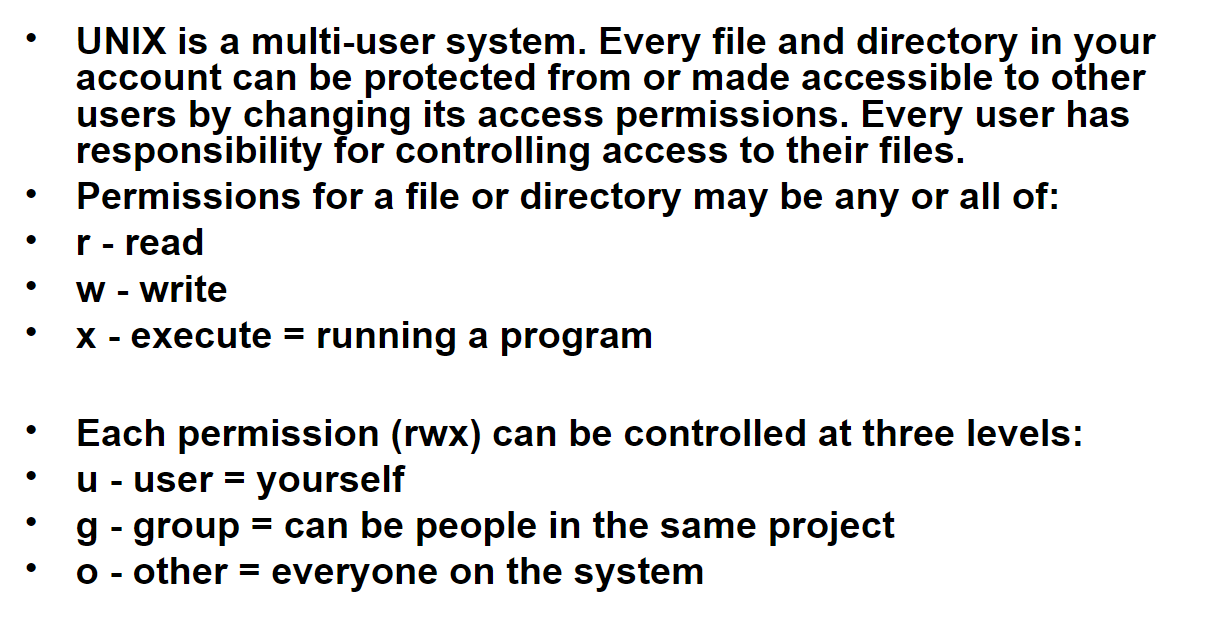 • UNIX is a multi-user system. Every file and directory in your
account can be protected from or made accessible to other
users by changing its access permissions. Every user has
responsibility for controlling access to their files.
• Permissions for a file or directory may be any or all of:
• r - read
• w - write
• x - execute = running a program
• Each permission (rwx) can be controlled at three levels:
• u - user = yourself
• g - group = can be people in the same project
• o - other = everyone on the system